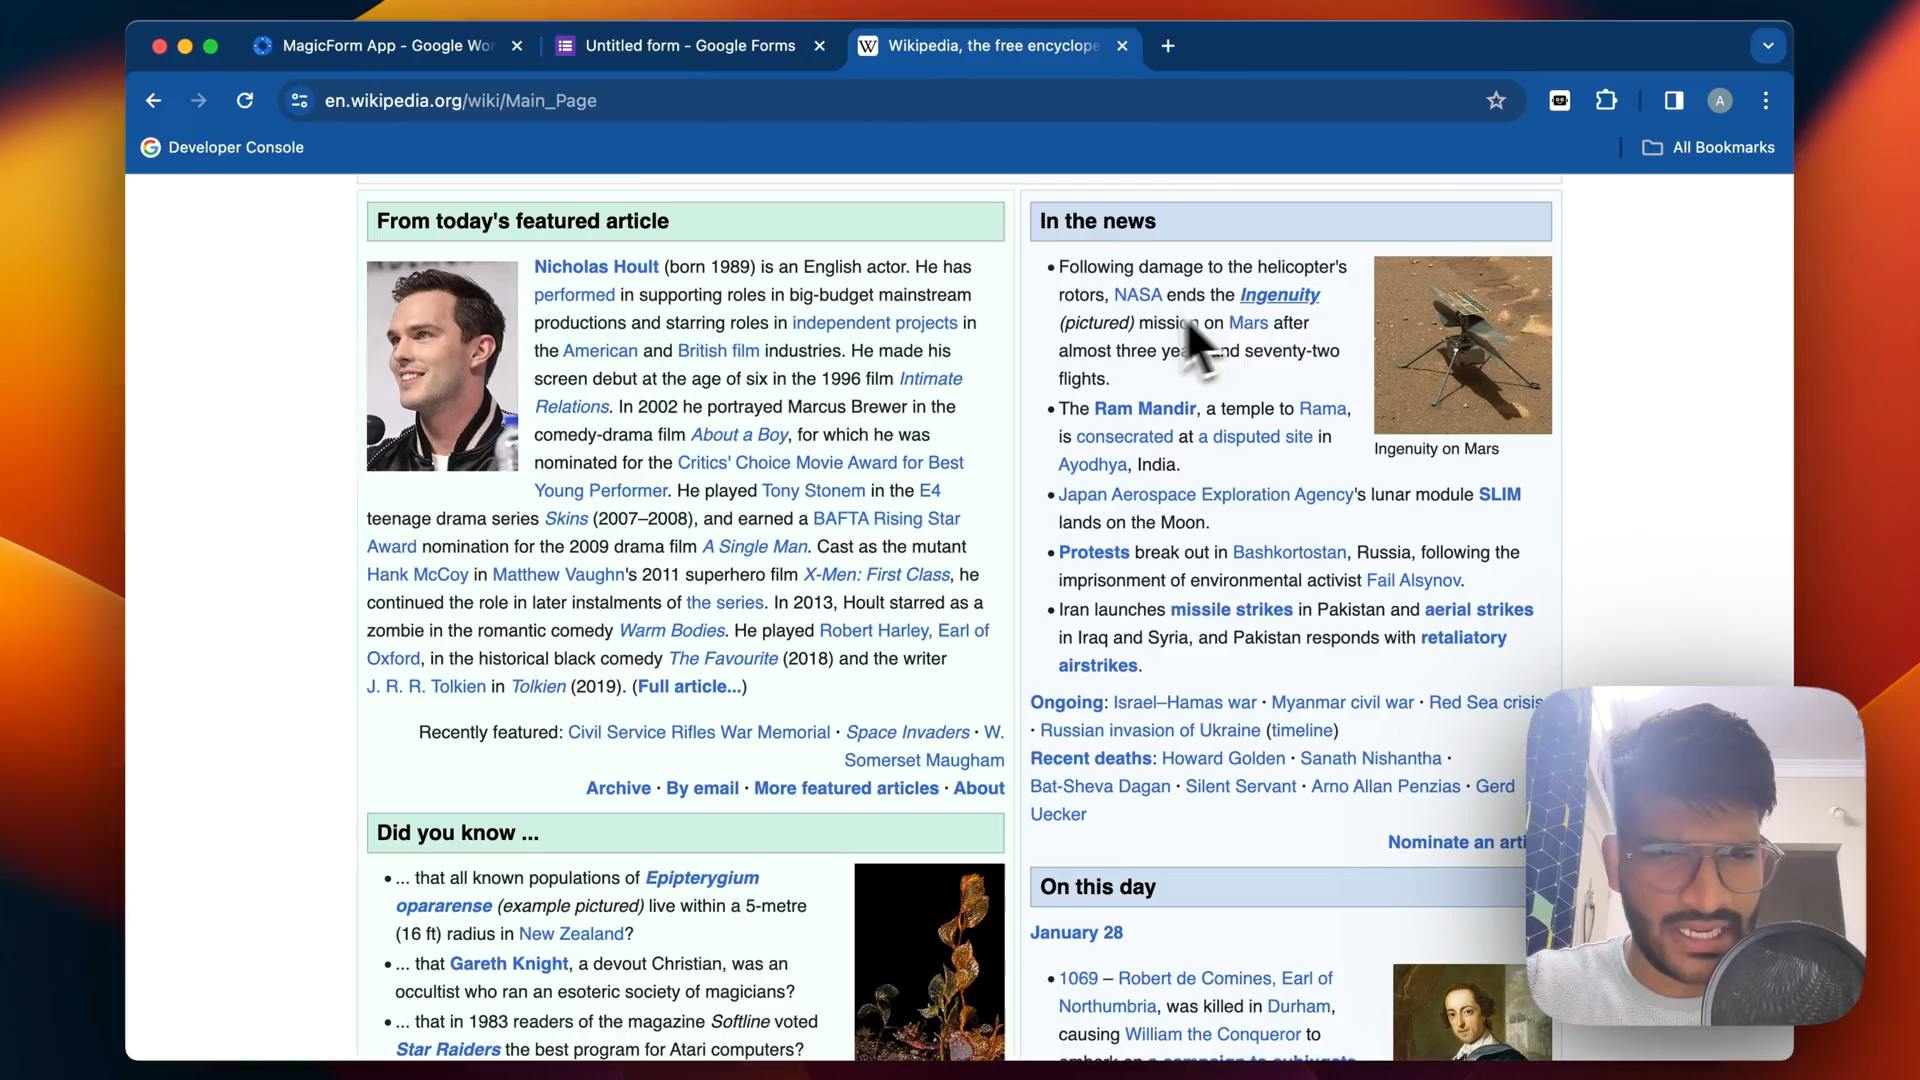 MagicForm App - Google Wor
Untitled form - Google Forms
Wikipedia, the free encyclope
en.wikipedia.org/wiki/Main_Page
A
Developer Console
All Bookmarks
From today's featured article
Nicholas Hoult (born 1989) is an English actor. He has
performed in supporting roles in big-budget mainstream
productions and starring roles in independent projects in
the American and British film industries. He made his
screen debut at the age of six in the 1996 film Intimate
Relations. In 2002 he portrayed Marcus Brewer in the
comedy-drama film About a Boy, for which he was
nominated for the Critics' Choice Movie Award for Best
Young Performer. He played Tony Stonem in the E4
teenage drama series Skins (2007–2008), and earned a BAFTA Rising Star
Award nomination for the 2009 drama film A Single Man. Cast as the mutant
Hank McCoy in Matthew Vaughn's 2011 superhero film X-Men: First Class, he
continued the role in later instalments of the series. In 2013, Hoult starred as a
zombie in the romantic comedy Warm Bodies. He played Robert Harley, Earl of
Oxford, in the historical black comedy The Favourite (2018) and the writer
J. R. R. Tolkien in Tolkien (2019). (Full article...)
Recently featured: Civil Service Rifles War Memorial · Space Invaders · W.
Somerset Maugham
Archive · By email · More featured articles · About
Did you know ...
... that all known populations of Epipterygium
opararense (example pictured) live within a 5-metre
(16 ft) radius in New Zealand?
... that Gareth Knight, a devout Christian, was an
occultist who ran an esoteric society of magicians?
... that in 1983 readers of the magazine Softline voted
Star Raiders the best program for Atari computers?
In the news
Following damage to the helicopter's
rotors, NASA ends the Ingenuity
(pictured) mission on Mars after
almost three and seventy-two
flights.
Ingenuity on Mars
The Ram Mandir, a temple to Rama,
is consecrated at a disputed site in
Ayodhya, India.
Japan Aerospace Exploration Agency's lunar module SLIM
lands on the Moon.
Protests break out in Bashkortostan, Russia, following the
imprisonment of environmental activist Fail Alsynov.
Iran launches missile strikes in Pakistan and aerial strikes
in Iraq and Syria, and Pakistan responds with retaliatory
airstrikes.
Ongoing: Israel–Hamas war · Myanmar civil war · Red Sea crisis
· Russian invasion of Ukraine (timeline)
Recent deaths: Howard Golden · Sanath Nishantha ·
Bat-Sheva Dagan · Silent Servant · Arno Allan Penzias · Gerd
Uecker
Nominate an arti
On this day
January 28
1069 – Robert de Comines, Earl of
Northumbria, was killed in Durham,
causing William the Conqueror to
embark on a campaign to subjugate